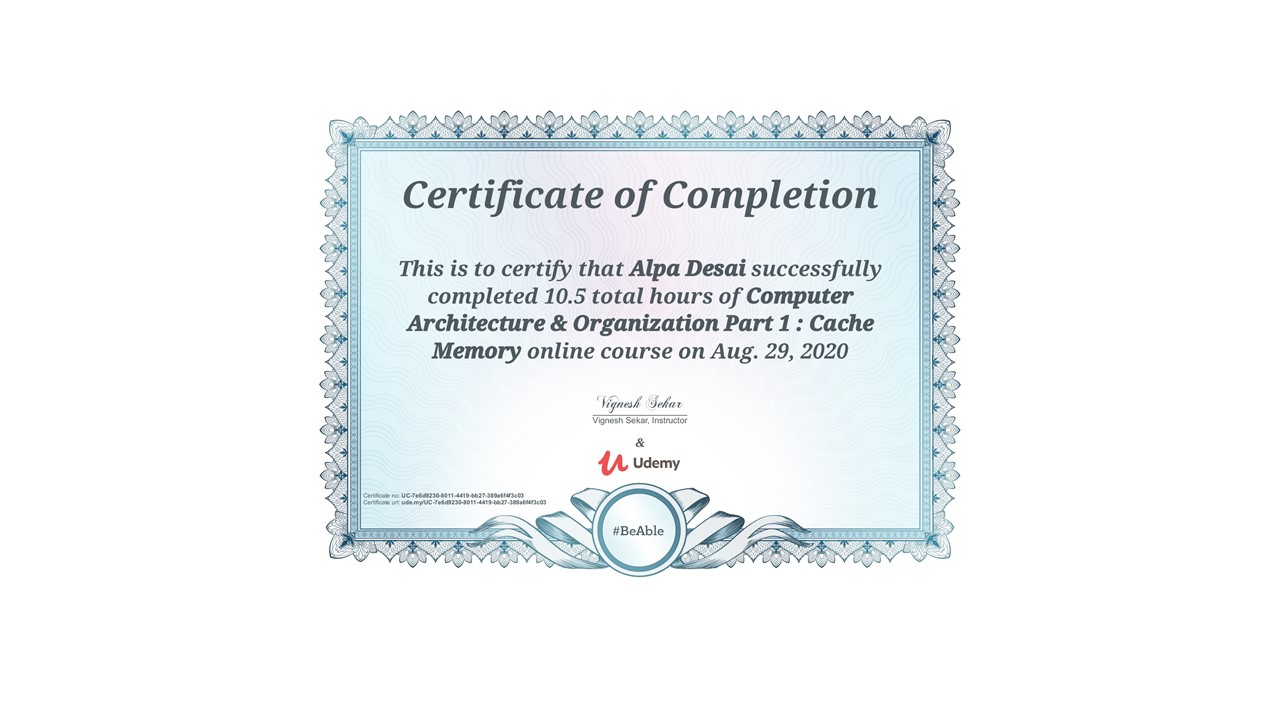 Certificate of Completion
This is to certify that Alpa Desai successfully
completed 10.5 total hours of Computer
Architecture & Organization Part 1 : Cache
Memory online course on Aug. 29, 2020
Vignesh Sekar
Vignesh Sekar, Instructor
&
Udemy
Certificate no: UC-7e6d9230-8011-4419-bb27-389a6f4f3c03
Certificate url: ude.my/UC-7e6d9230-8011-4419-bb27-389a6f4f3c03
#BeAble